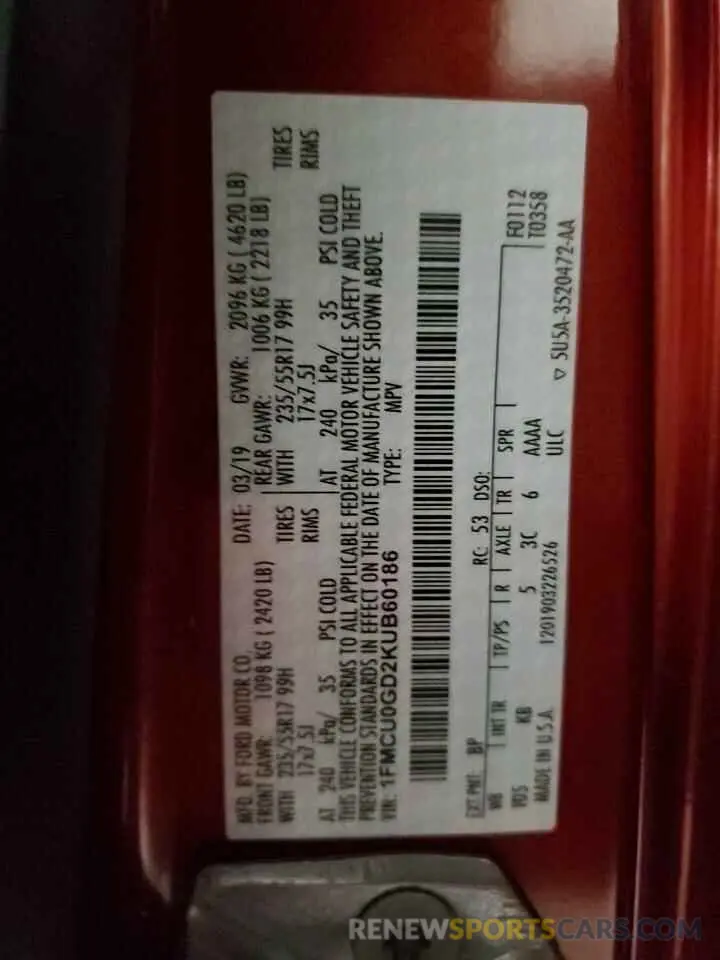 MFD. BY FORD MOTOR CO. DATE: 03/19 GVWR: 2096 KG ( 4620 LB)
FRONT GAWR: 1098 KG ( 2420 LB) REAR GAWR: 1006 KG ( 2218 LB)
WITH 235/55R17 99H TIRES WITH 235/55R17 99H TIRES
17x7.5J RIMS 17x7.5J RIMS
AT 240 kPa/ 35 PSI COLD AT 240 kPa/ 35 PSI COLD
THIS VEHICLE CONFORMS TO ALL APPLICABLE FEDERAL MOTOR VEHICLE SAFETY AND THEFT
PREVENTION STANDARDS IN EFFECT ON THE DATE OF MANUFACTURE SHOWN ABOVE.
VIN: 1FMCU0GD2KUB60186 TYPE: MPV
EXT PNT: BP RC: 53 DSO:
WB INT TR TP/PS R AXLE TR SPR F0112
VDS KB 5 3C 6 AAAA T0358
MADE IN U.S.A. 1201903226526 ULC ▽ 5U5A-3520472-AA
RENEWSPORTSCARS.COM